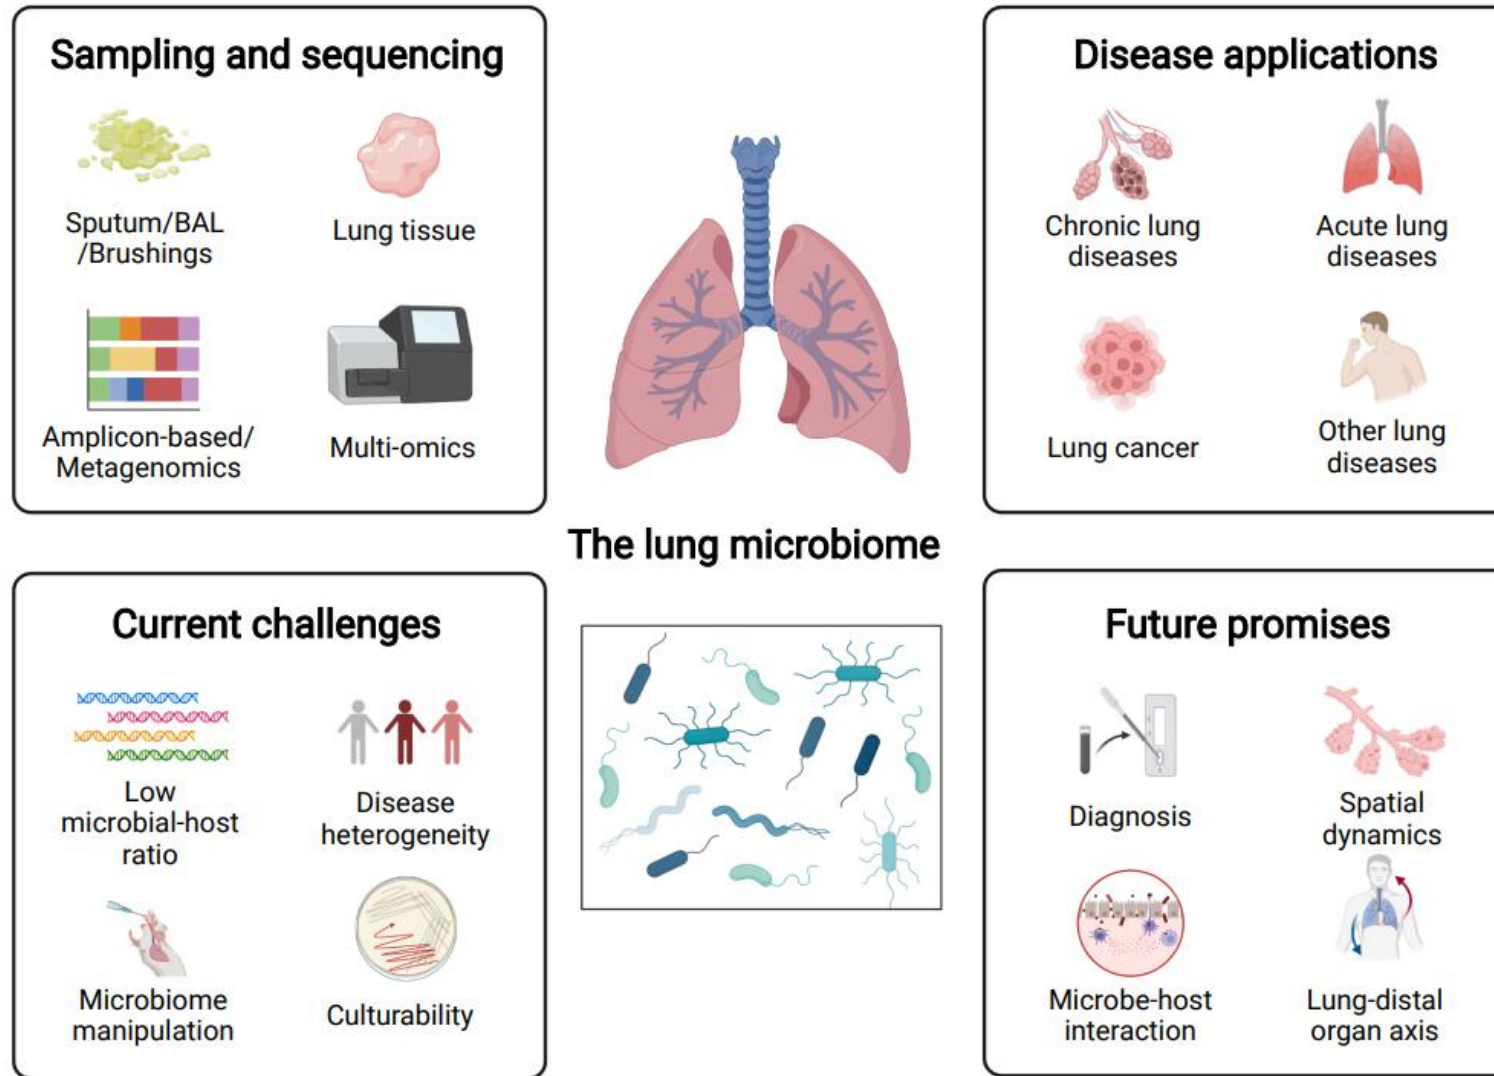 Sampling and sequencing
Sputum/BAL
/Brushings
Lung tissue
Amplicon-based/
Metagenomics
Multi-omics
Disease applications
Chronic lung
diseases
Acute lung
diseases
Lung cancer
Other lung
diseases
The lung microbiome
Current challenges
Low
microbial-host
ratio
Disease
heterogeneity
Microbiome
manipulation
Culturability
Future promises
Diagnosis
Spatial
dynamics
Microbe-host
interaction
Lung-distal
organ axis